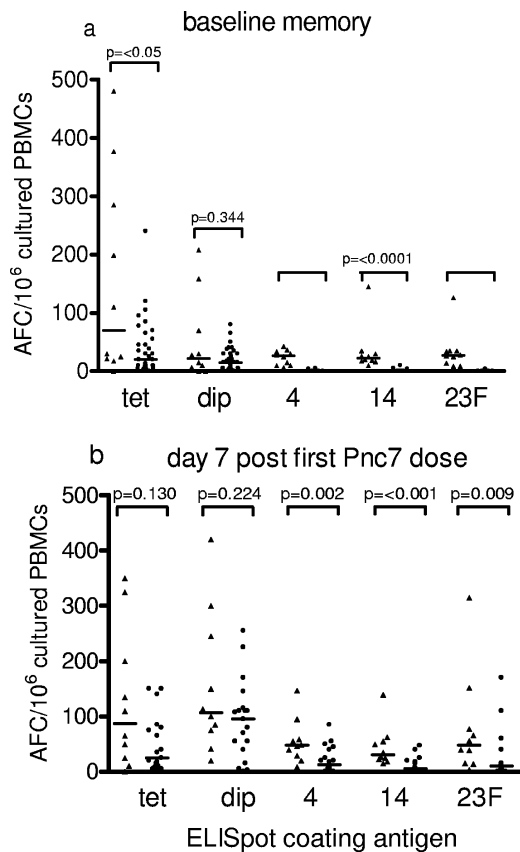 a
baseline memory
p=<0.05
500
400
300
200
100
0
AFC/10⁶ cultured PBMCs
p=0.344
p=<0.0001
tet dip 4 14 23F
b
day 7 post first Pnc7 dose
p=0.130 p=0.224 p=0.002 p=<0.001 p=0.009
500
400
300
200
100
0
AFC/10⁶ cultured PBMCs
tet dip 4 14 23F
ELISpot coating antigen